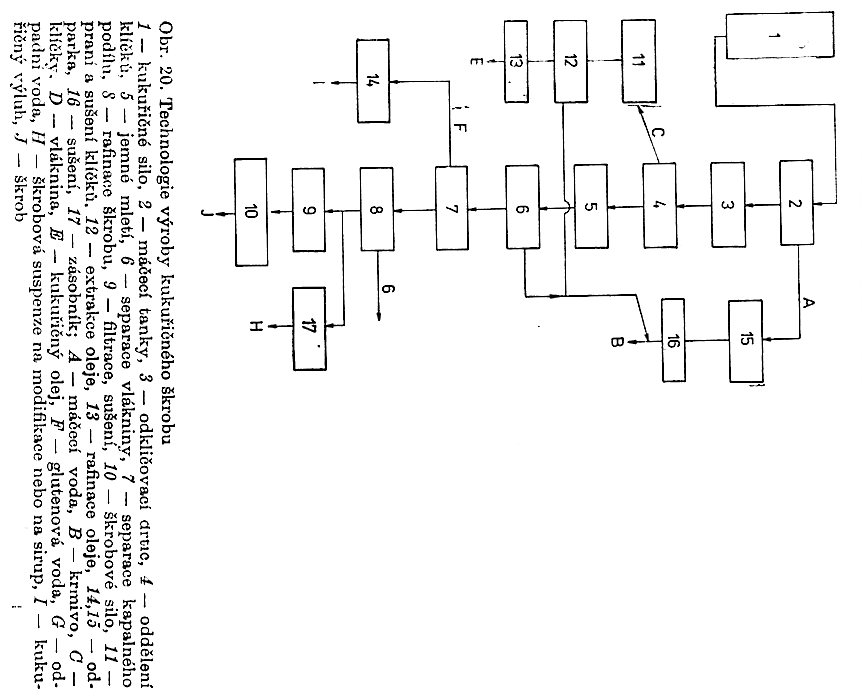 1
2
A
15
3
16
B
4
C
11
5
12
6
13
E
7
F
14
I
8
G
9
17
H
10
J
Obr. 20. Technologie výroby kukuřičného škrobu
1 — kukuřičné silo, 2 — máčecí tanky, 3 — odkličovací drtič, 4 — oddělení
klíčků, 5 — jemné mletí, 6 — separace vlákniny, 7 — separace kapalného
podílu, 8 — rafinace škrobu, 9 — filtrace, sušení, 10 — škrobové silo, 11 —
praní a sušení klíčků, 12 — extrakce oleje, 13 — rafinace oleje, 14,15 — od-
parka, 16 — sušení, 17 — zásobník; A — máčecí voda, B — krmivo, C —
klíčky. D — vláknina, E — kukuřičný olej, F — glutenová voda, G — od-
padní voda, H — škrobová suspenze na modifikace nebo na sirup, I — kuku-
řičný výluh, J — škrob